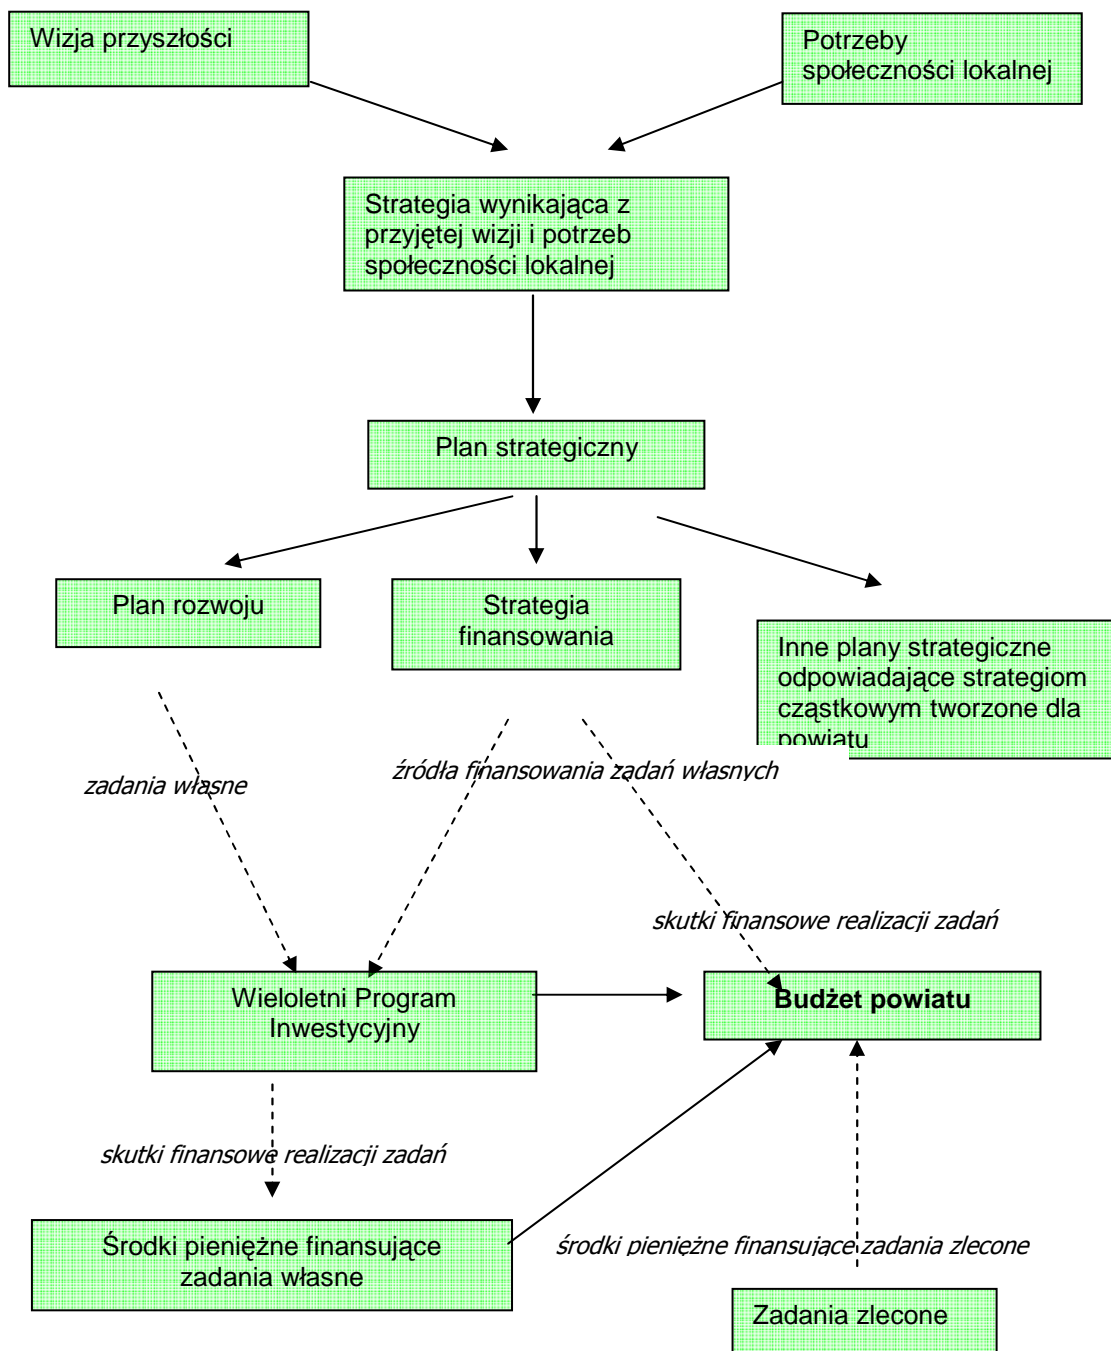 Wizja przyszłości
Potrzeby
społeczności lokalnej
Strategia wynikająca z
przyjętej wizji i potrzeb
społeczności lokalnej
Plan strategiczny
Plan rozwoju
Strategia
finansowania
Inne plany strategiczne
odpowiadające strategiom
cząstkowym tworzone dla
powiatu
zadania własne
źródła finansowania zadań własnych
skutki finansowe realizacji zadań
Wieloletni Program
Inwestycyjny
Budżet powiatu
skutki finansowe realizacji zadań
Środki pieniężne finansujące
zadania własne
środki pieniężne finansujące zadania zlecone
Zadania zlecone